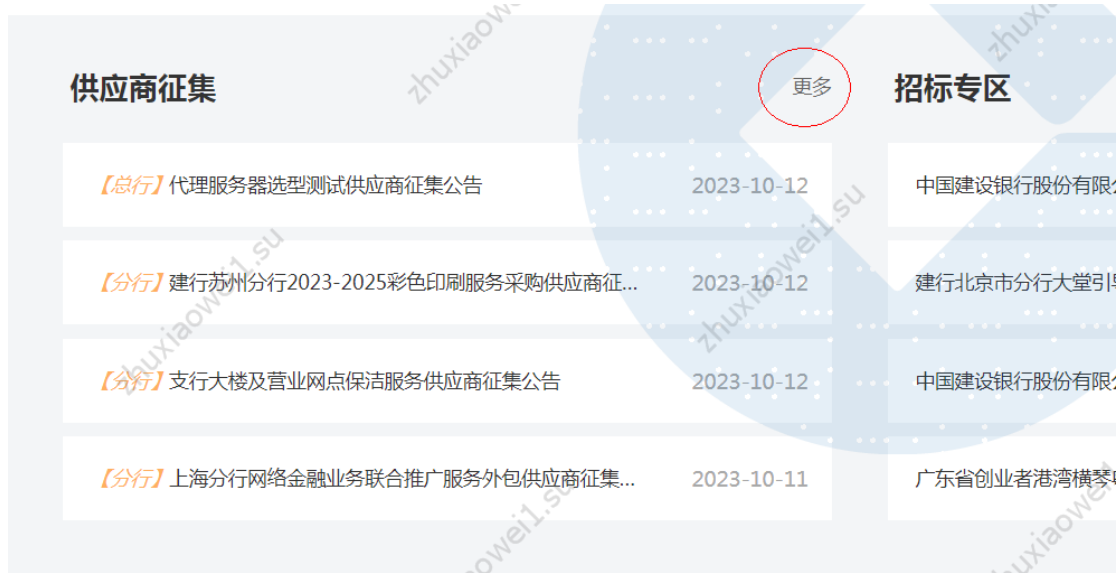 供应商征集
更多
【总行】代理服务器选型测试供应商征集公告 2023-10-12
【分行】建行苏州分行2023-2025彩色印刷服务采购供应商征... 2023-10-12
【分行】支行大楼及营业网点保洁服务供应商征集公告 2023-10-12
【分行】上海分行网络金融业务联合推广服务外包供应商征集... 2023-10-11
招标专区
中国建设银行股份有限
建行北京市分行大堂引
中国建设银行股份有限
广东省创业者港湾横琴
zhuxiaowei1.su
zhuxiaowei1.su